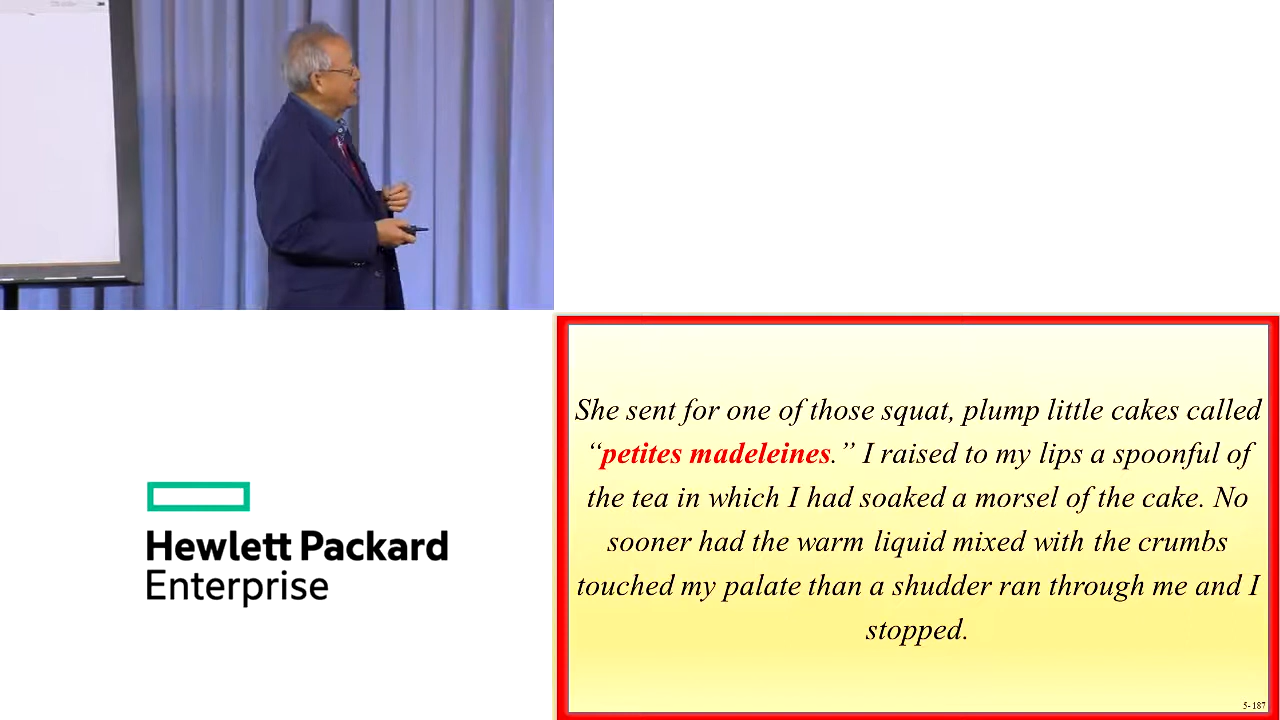 Hewlett Packard
Enterprise
She sent for one of those squat, plump little cakes called
“petites madeleines.” I raised to my lips a spoonful of
the tea in which I had soaked a morsel of the cake. No
sooner had the warm liquid mixed with the crumbs
touched my palate than a shudder ran through me and I
stopped.
5-187